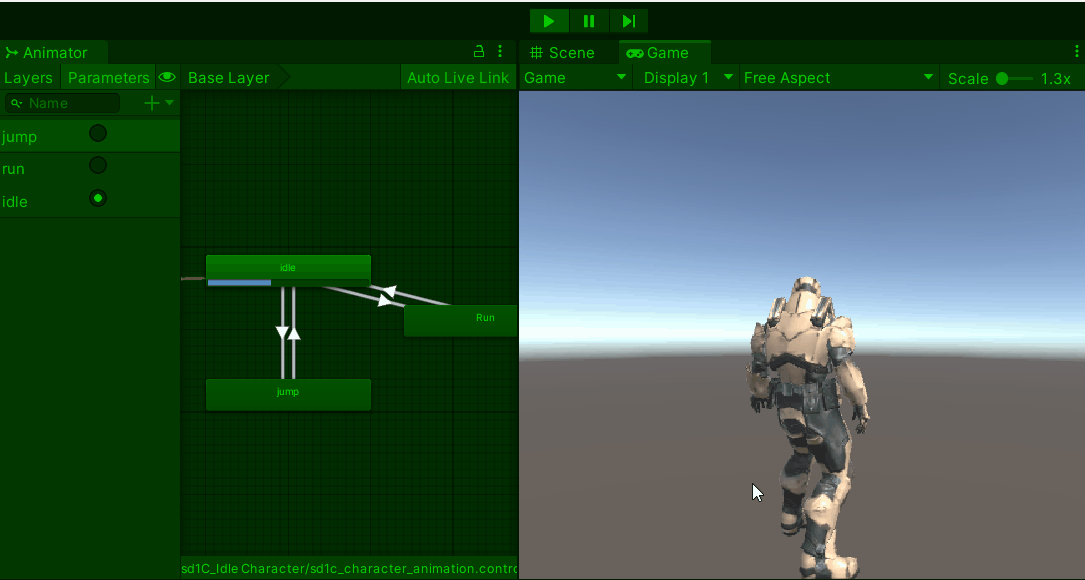 Animator
Scene
Game
Layers
Parameters
Base Layer
Auto Live Link
Game
Display 1
Free Aspect
Scale
1.3x
Name
jump
run
idle
idle
Run
jump
sd1C_Idle Character/sd1c_character_animation.contro